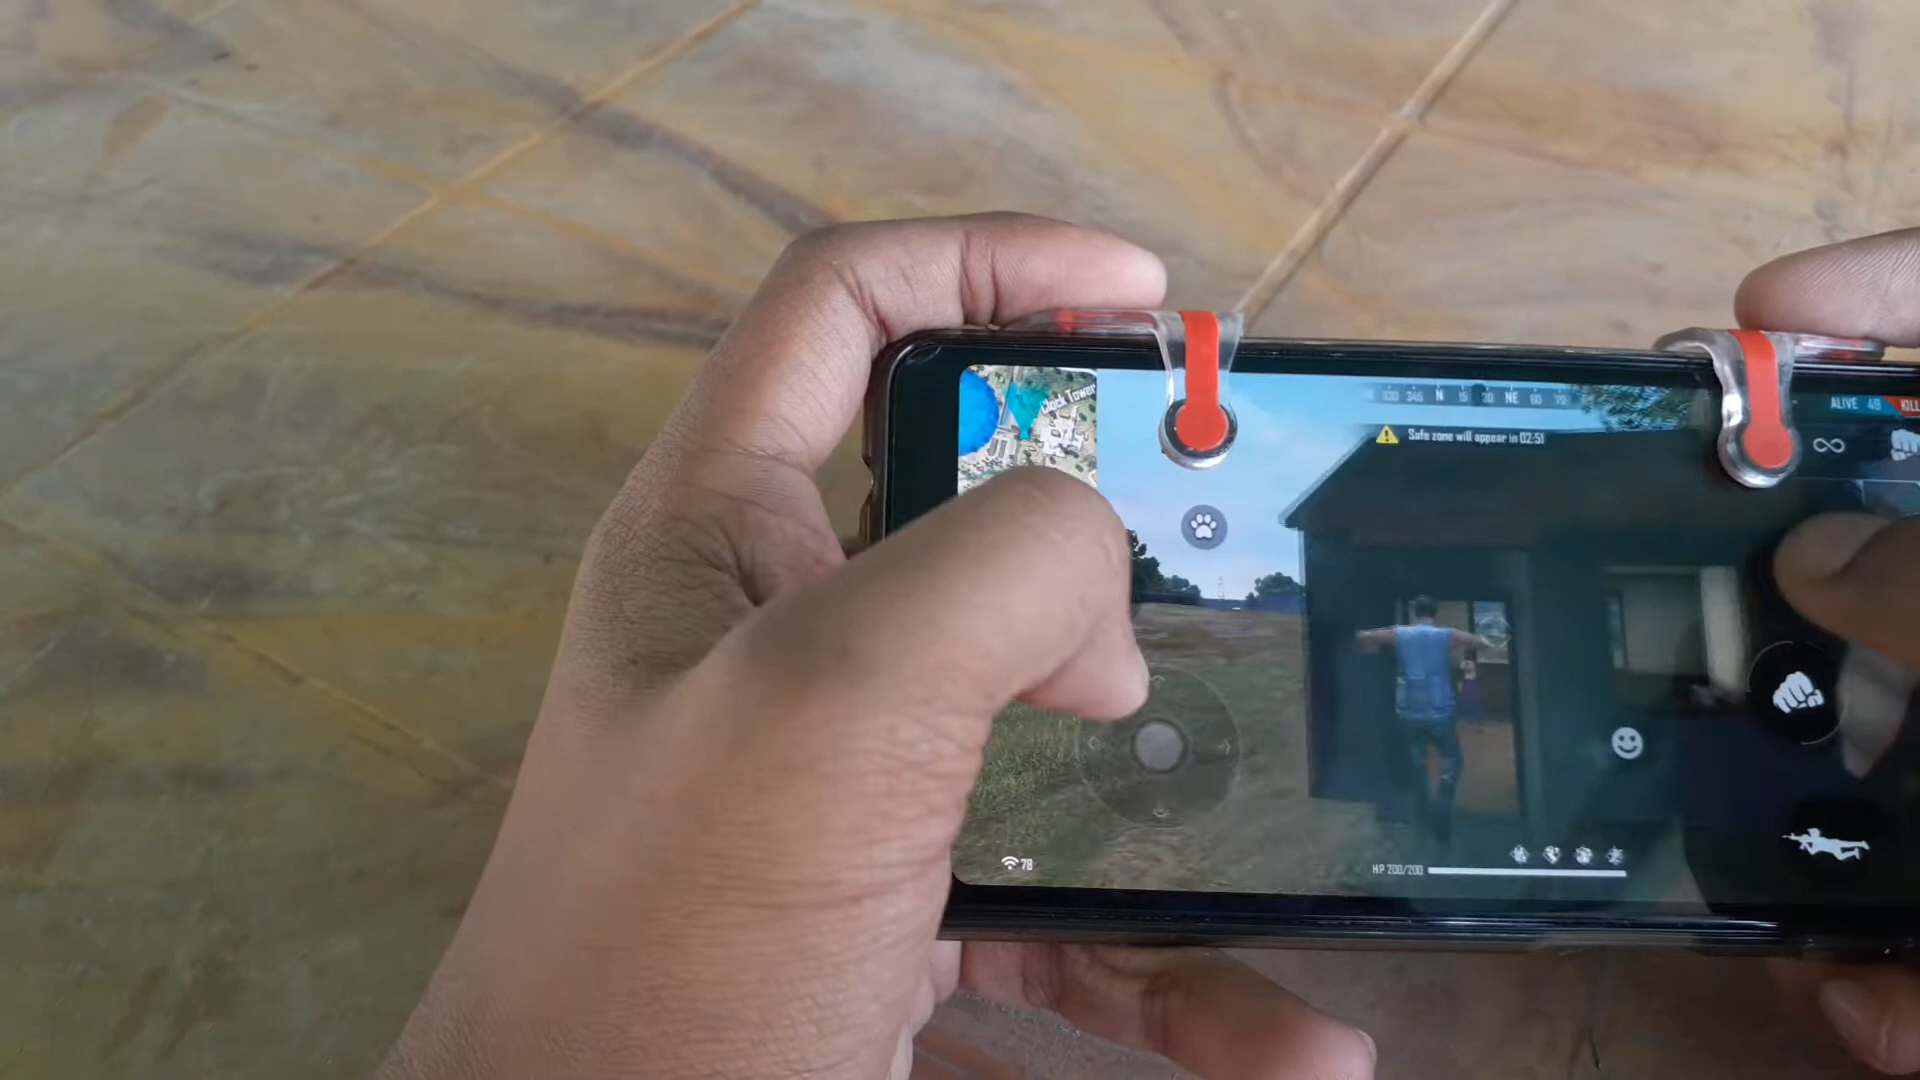 Clock Tower
330 345 N 15 30 NE 60 75
ALIVE 49 KILL
Safe zone will appear in 02:51
78
HP 200/200